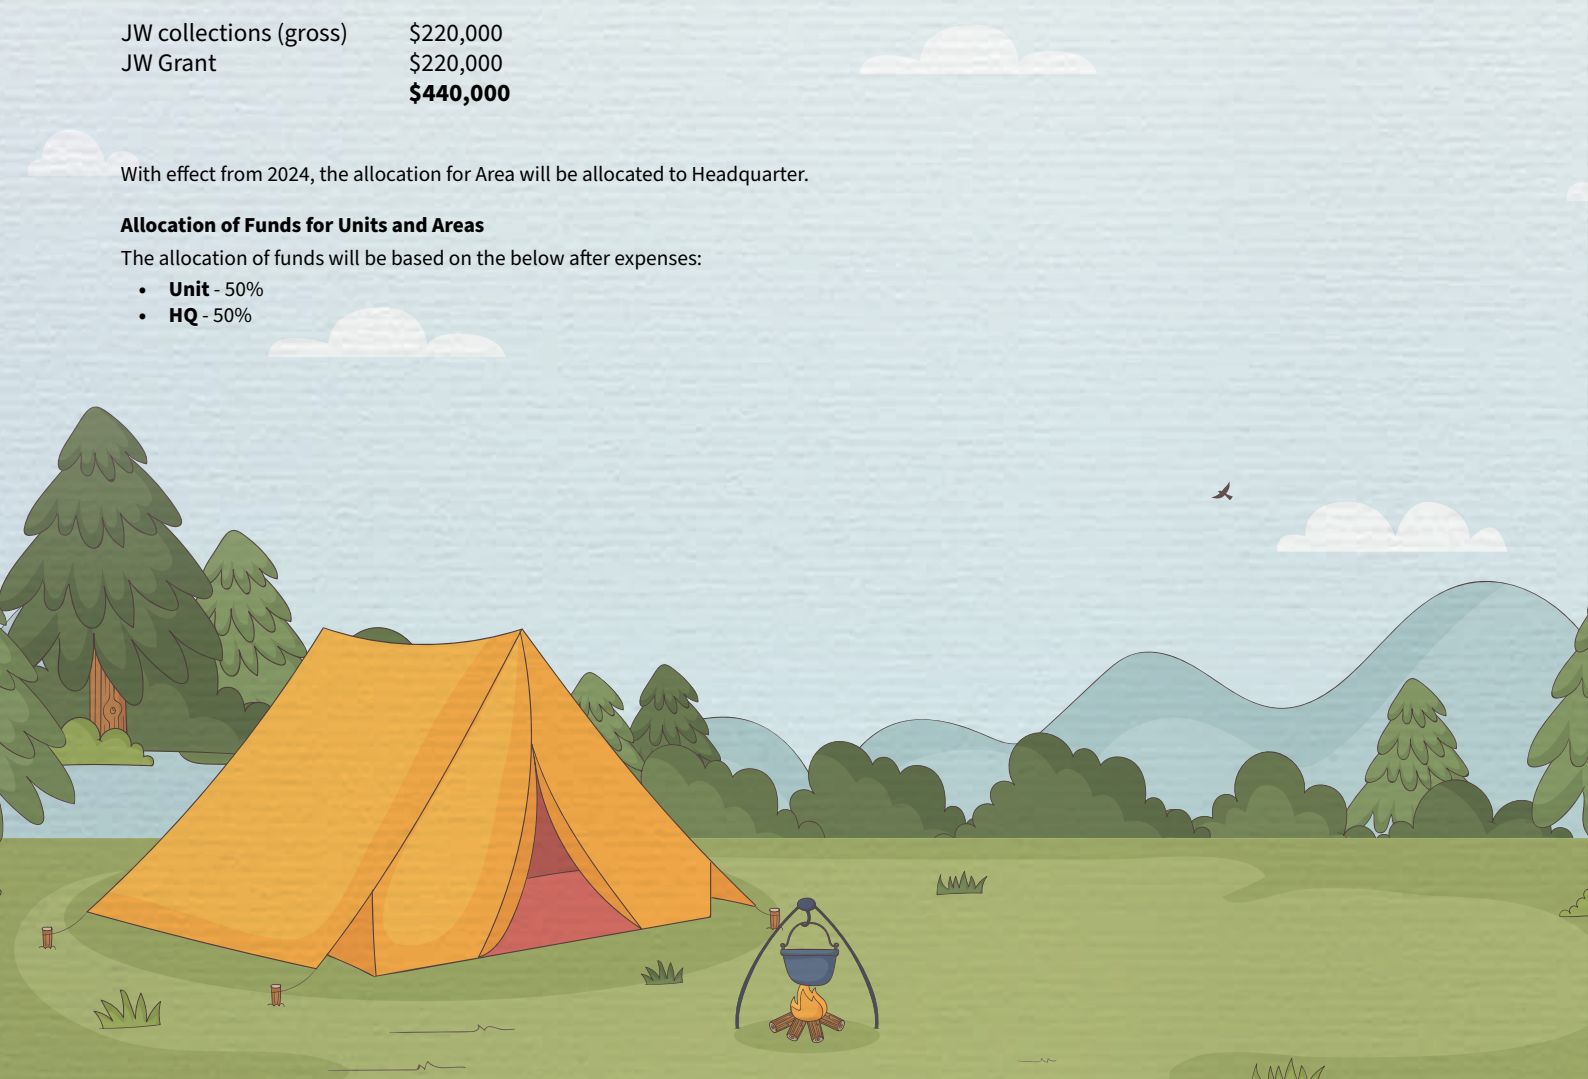 JW collections (gross) $220,000
JW Grant $220,000
$440,000
With effect from 2024, the allocation for Area will be allocated to Headquarter.
Allocation of Funds for Units and Areas
The allocation of funds will be based on the below after expenses:
• Unit - 50%
• HQ - 50%